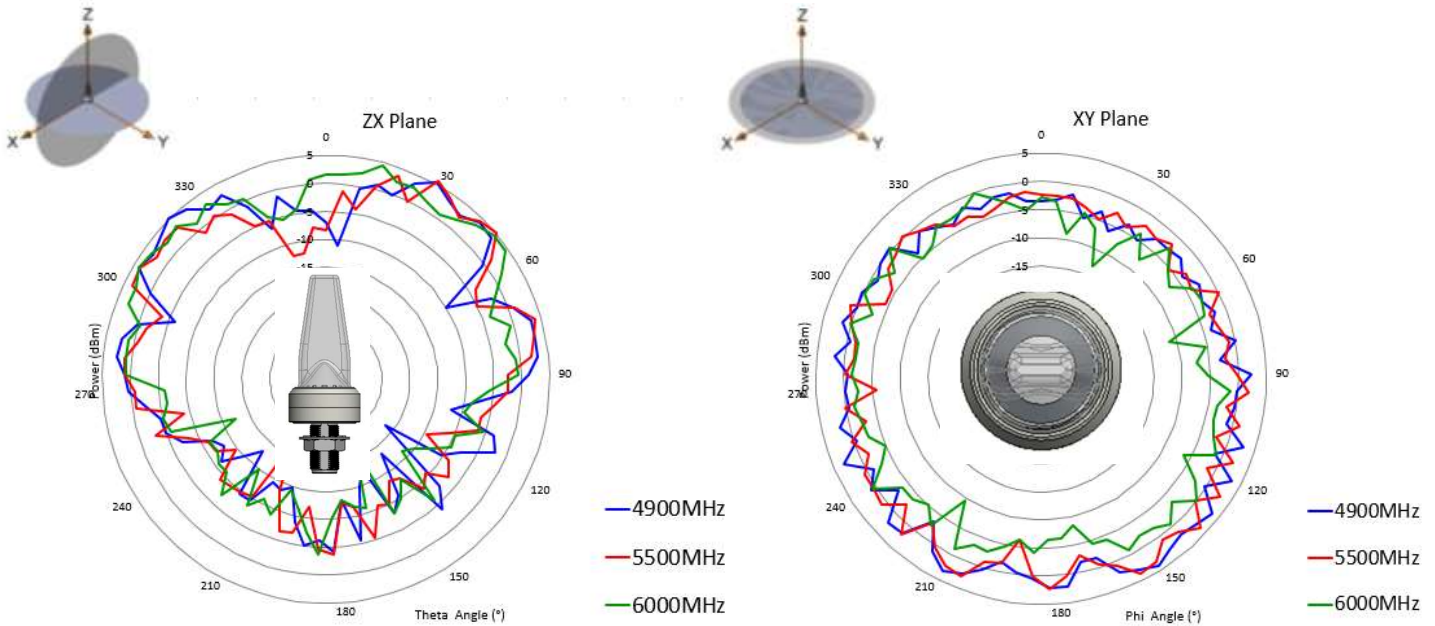 Z
X
Y
ZX Plane
0
5
0
-5
-10
-15
30
60
90
120
150
180
210
240
270
300
330
Power (dBm)
Theta Angle (°)
4900MHz
5500MHz
6000MHz
Z
X
Y
XY Plane
0
5
0
-5
-10
-15
30
60
90
120
150
180
210
240
270
300
330
Power (dBm)
Phi Angle (°)
4900MHz
5500MHz
6000MHz